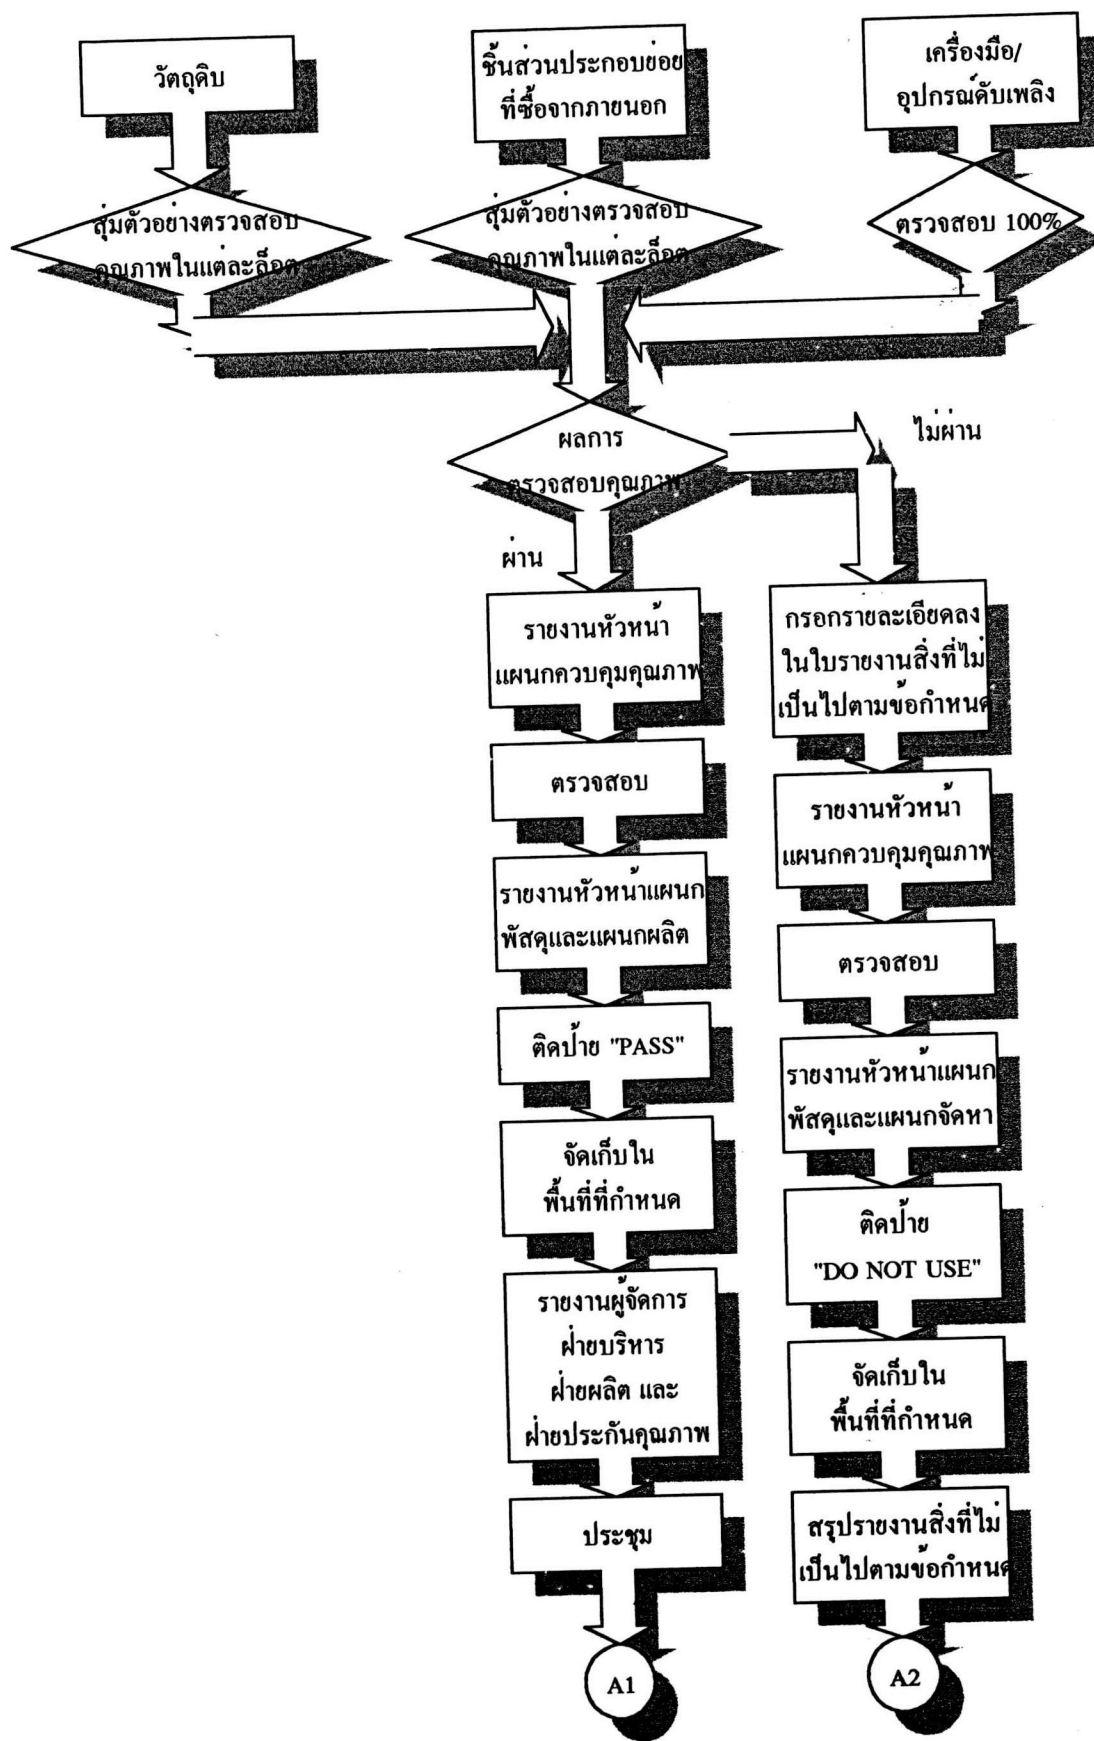 วัตถุดิบ
ชิ้นส่วนประกอบย่อย
ที่ซื้อจากภายนอก
เครื่องมือ/
อุปกรณ์ดับเพลิง
สุ่มตัวอย่างตรวจสอบ
คุณภาพในแต่ละล็อต
สุ่มตัวอย่างตรวจสอบ
คุณภาพในแต่ละล็อต
ตรวจสอบ 100%
ผลการ
ตรวจสอบคุณภาพ
ไม่ผ่าน
ผ่าน
รายงานหัวหน้า
แผนกควบคุมคุณภาพ
ตรวจสอบ
รายงานหัวหน้าแผนก
พัสดุและแผนกผลิต
ติดป้าย "PASS"
จัดเก็บใน
พื้นที่ที่กำหนด
รายงานผู้จัดการ
ฝ่ายบริหาร
ฝ่ายผลิต และ
ฝ่ายประกันคุณภาพ
ประชุม
A1
กรอกรายละเอียดลง
ในใบรายงานสิ่งที่ไม่
เป็นไปตามข้อกำหนด
รายงานหัวหน้า
แผนกควบคุมคุณภาพ
ตรวจสอบ
รายงานหัวหน้าแผนก
พัสดุและแผนกจัดหา
ติดป้าย
"DO NOT USE"
จัดเก็บใน
พื้นที่ที่กำหนด
สรุปรายงานสิ่งที่ไม่
เป็นไปตามข้อกำหนด
A2